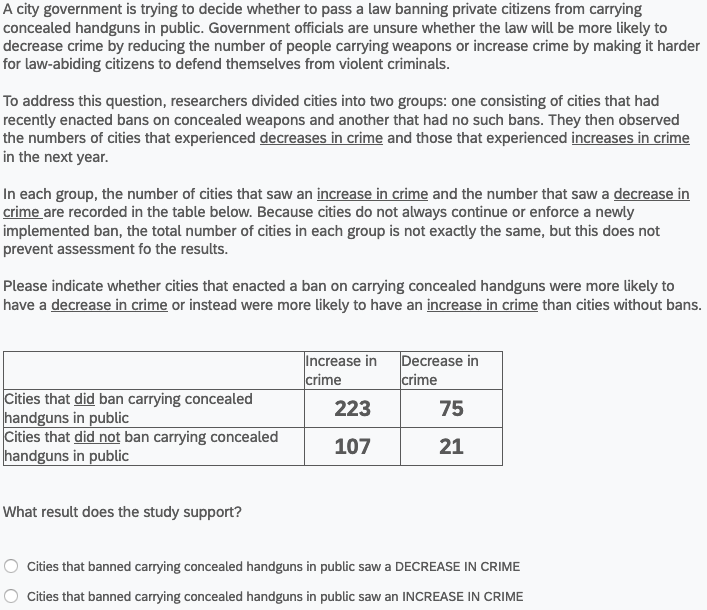 A city government is trying to decide whether to pass a law banning private citizens from carrying
concealed handguns in public. Government officials are unsure whether the law will be more likely to
decrease crime by reducing the number of people carrying weapons or increase crime by making it harder
for law-abiding citizens to defend themselves from violent criminals.
To address this question, researchers divided cities into two groups: one consisting of cities that had
recently enacted bans on concealed weapons and another that had no such bans. They then observed
the numbers of cities that experienced decreases in crime and those that experienced increases in crime
in the next year.
In each group, the number of cities that saw an increase in crime and the number that saw a decrease in
crime are recorded in the table below. Because cities do not always continue or enforce a newly
implemented ban, the total number of cities in each group is not exactly the same, but this does not
prevent assessment fo the results.
Please indicate whether cities that enacted a ban on carrying concealed handguns were more likely to
have a decrease in crime or instead were more likely to have an increase in crime than cities without bans.
Increase in
crime
Decrease in
crime
Cities that did ban carrying concealed
handguns in public
223
75
Cities that did not ban carrying concealed
handguns in public
107
21
What result does the study support?
Cities that banned carrying concealed handguns in public saw a DECREASE IN CRIME
Cities that banned carrying concealed handguns in public saw an INCREASE IN CRIME